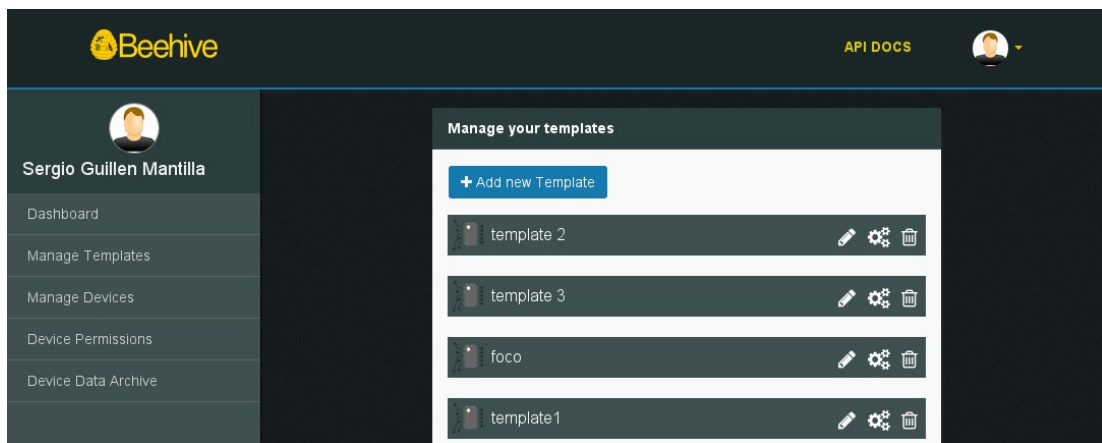 Beehive
API DOCS
Sergio Guillen Mantilla
Dashboard
Manage Templates
Manage Devices
Device Permissions
Device Data Archive
Manage your templates
+ Add new Template
template 2
template 3
foco
template1